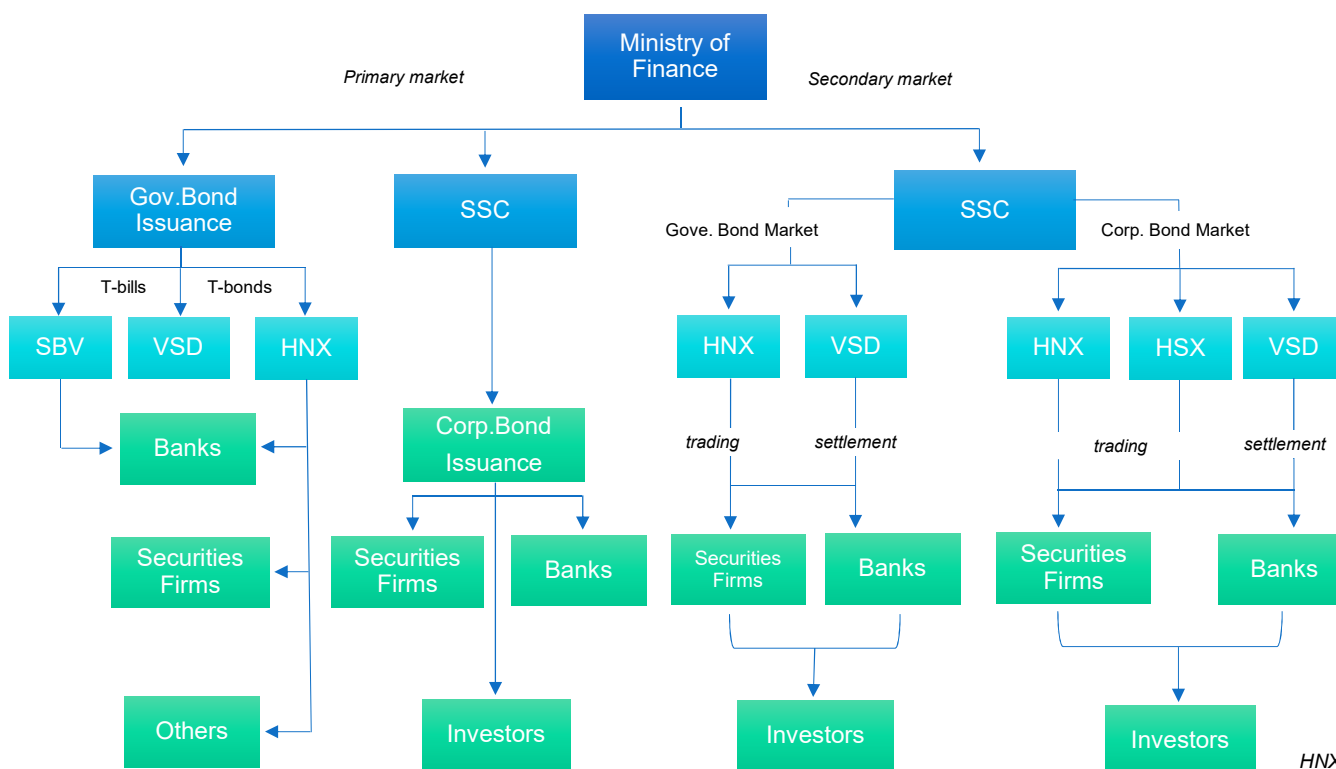 Ministry of
Finance
Primary market
Secondary market
Gov.Bond
Issuance
SSC
SSC
Gove. Bond Market
Corp. Bond Market
T-bills
T-bonds
SBV
VSD
HNX
HNX
VSD
HNX
HSX
VSD
Banks
Corp.Bond
Issuance
trading
settlement
trading
settlement
Securities
Firms
Securities
Firms
Banks
Securities
Firms
Banks
Securities
Firms
Banks
Others
Investors
Investors
Investors
HNX